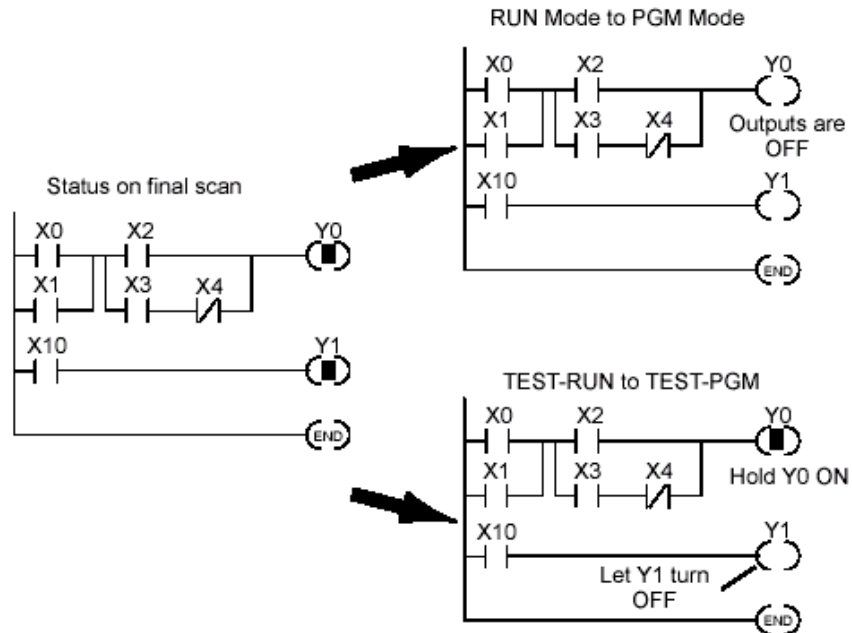 Status on final scan
X0 X2 Y0
X1 X3 X4
X10 Y1
END
RUN Mode to PGM Mode
X0 X2 Y0
X1 X3 X4 Outputs are
OFF
X10 Y1
END
TEST-RUN to TEST-PGM
X0 X2 Y0
X1 X3 X4 Hold Y0 ON
X10 Y1
Let Y1 turn
OFF
END